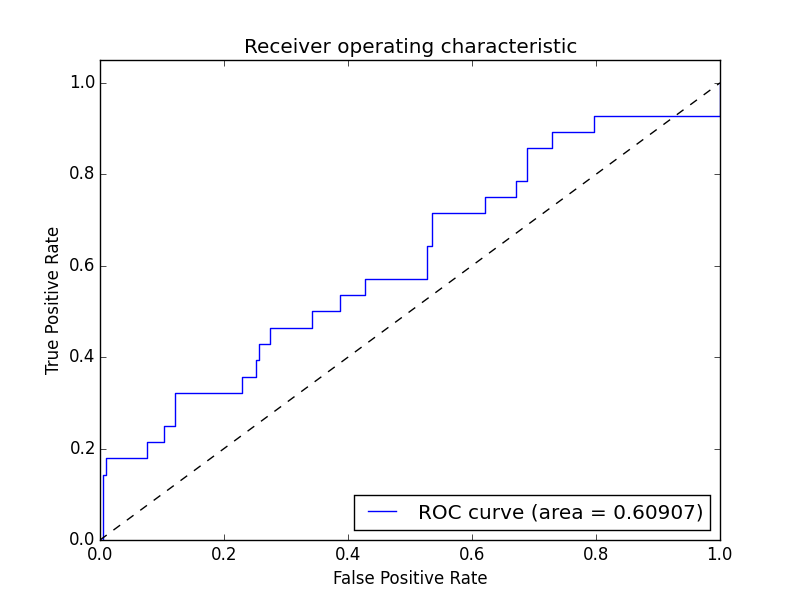 Receiver operating characteristic
1.0
0.8
0.6
0.4
0.2
0.0
True Positive Rate
ROC curve (area = 0.60907)
0.0 0.2 0.4 0.6 0.8 1.0
False Positive Rate